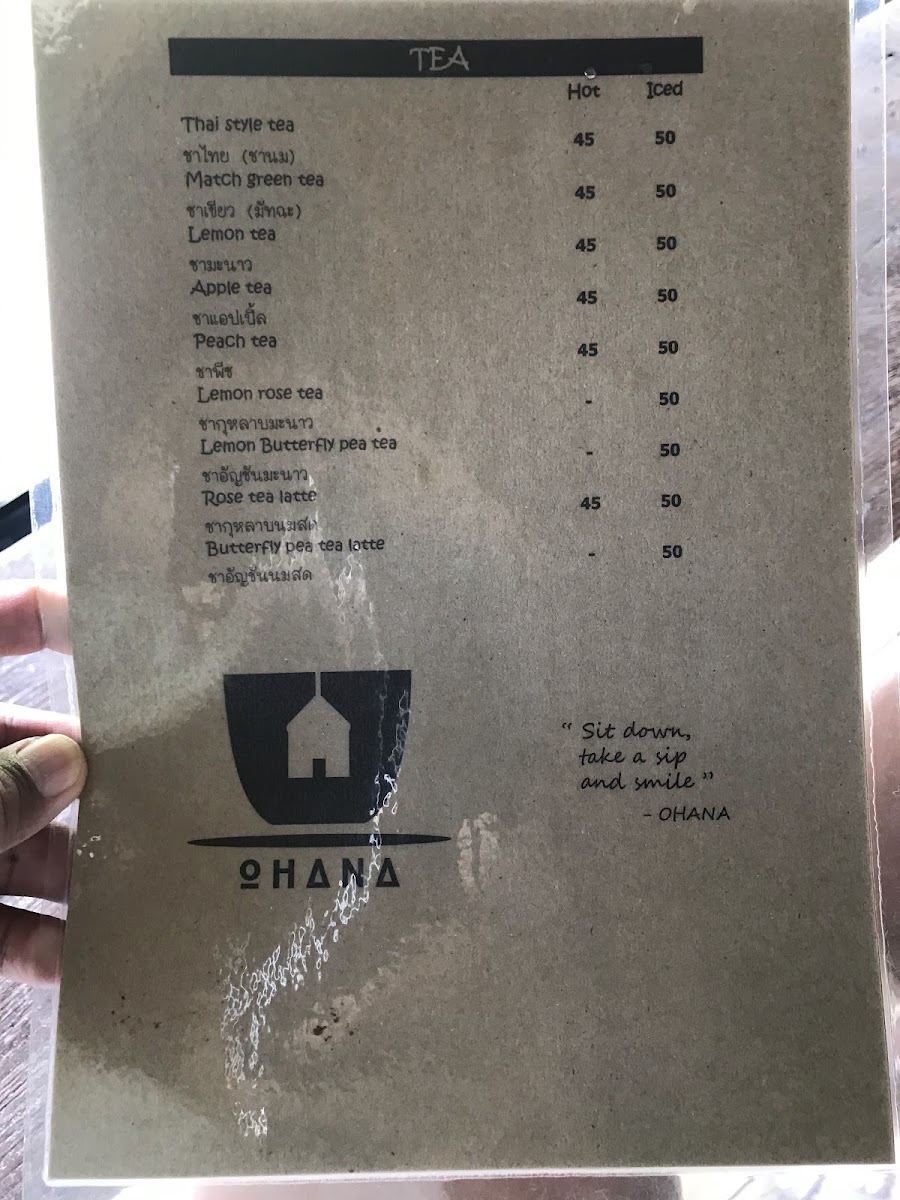 TEA
Hot Iced
Thai style tea 45 50
ชาไทย (ชานม)
Match green tea 45 50
ชาเขียว (มัทฉะ)
Lemon tea 45 50
ชามะนาว
Apple tea 45 50
ชาแอปเปิ้ล
Peach tea 45 50
ชาพีช
Lemon rose tea - 50
ชากุหลาบมะนาว
Lemon Butterfly pea tea - 50
ชาอัญชันมะนาว
Rose tea latte 45 50
ชากุหลาบนมสด
Butterfly pea tea latte - 50
ชาอัญชันนมสด
“ Sit down,
take a sip
and smile ”
- OHANA
OHANA